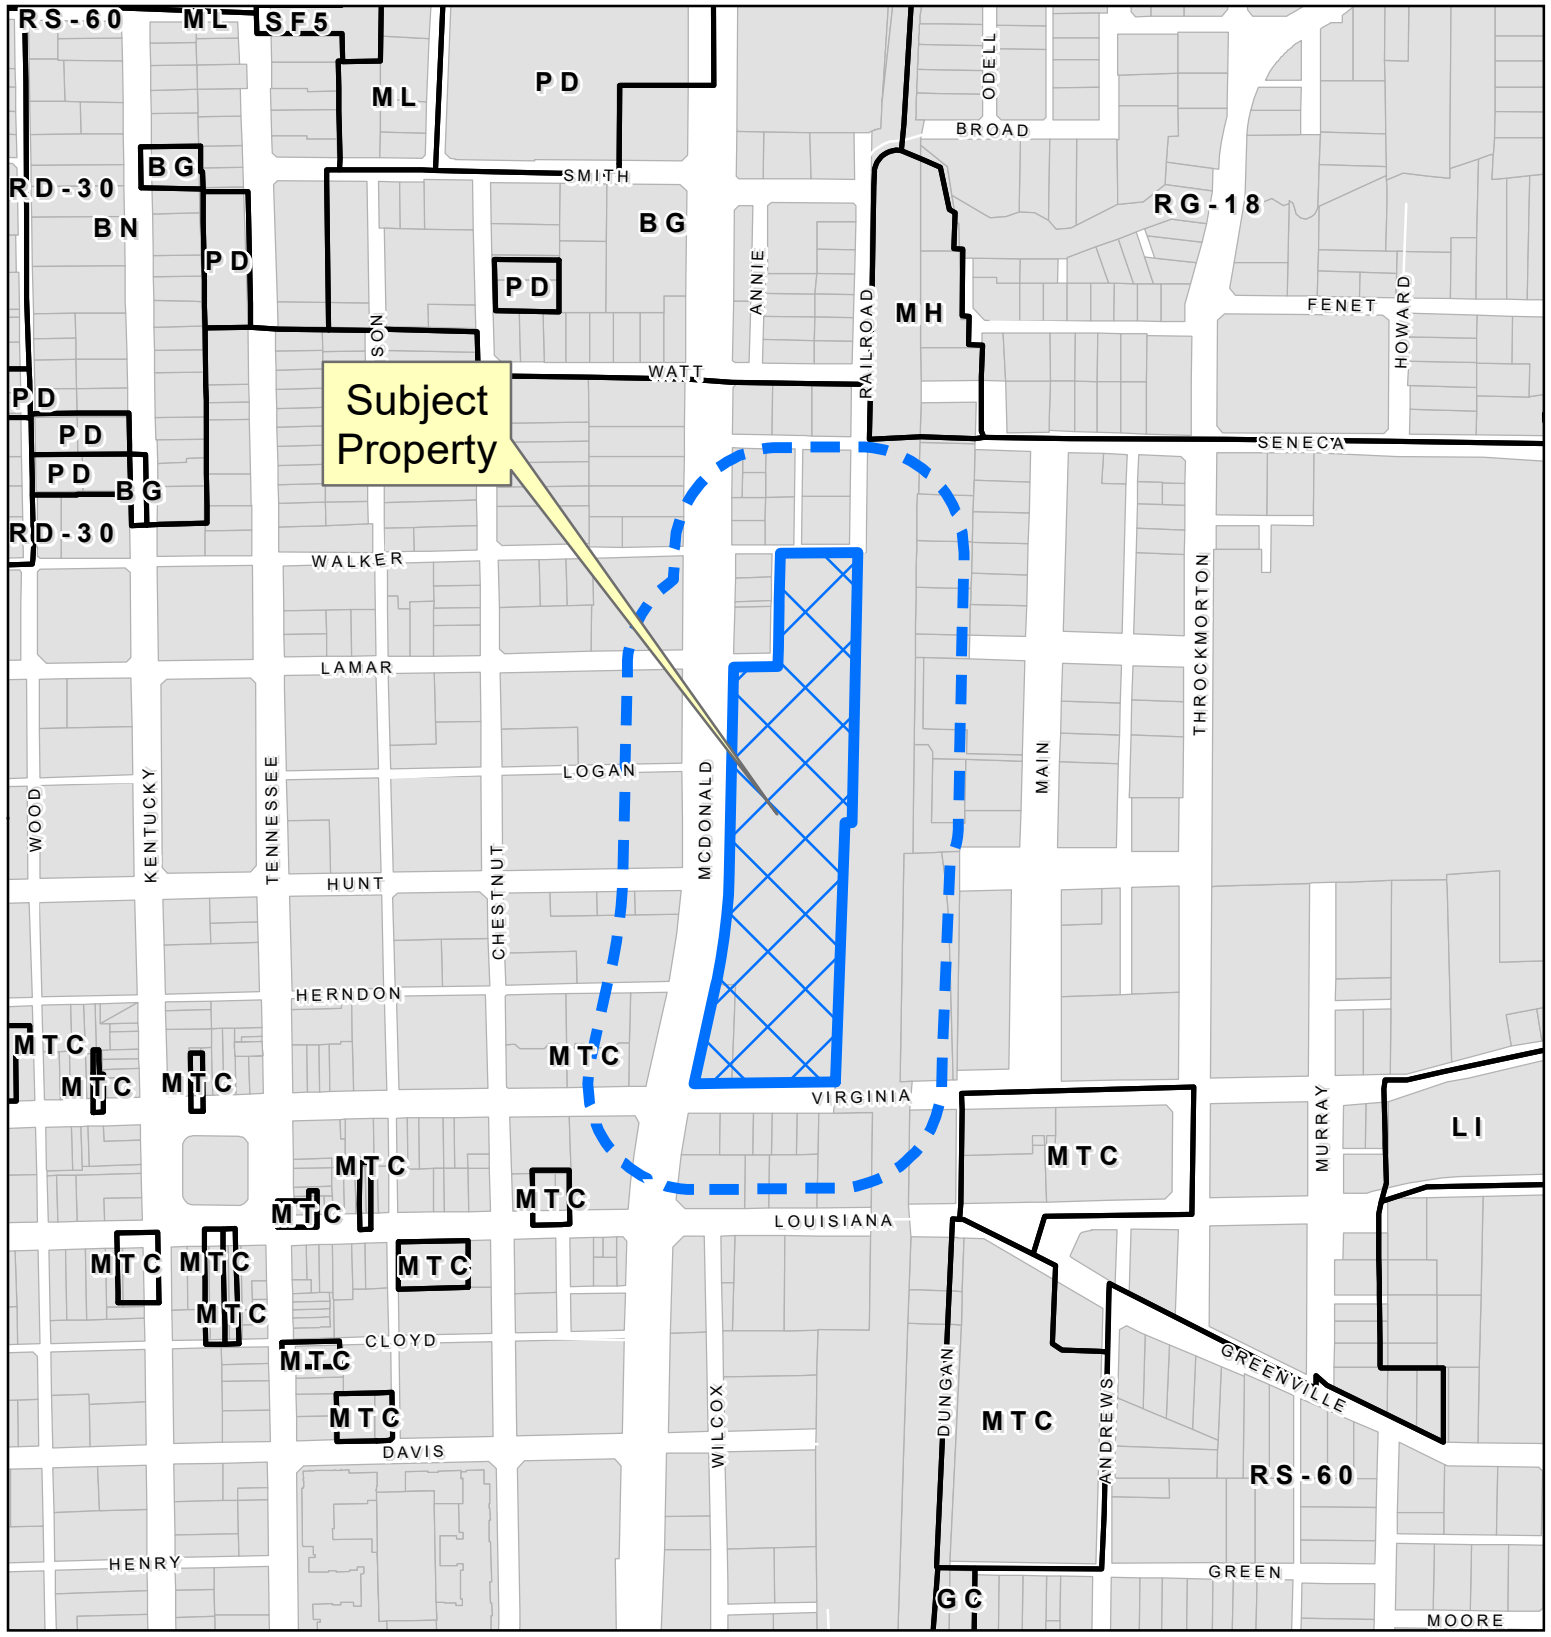 RS-60
ML
SF5
ML
PD
ODELL
BROAD
BG
SMITH
RD-30
BN
RG-18
BG
PD
ANNIE
PD
RAILROAD
MH
FENET
HOWARD
SON
WATT
PD
Subject
Property
PD
SENECA
PD
BG
RD-30
WALKER
THROCKMORTON
LAMAR
LOGAN
MCDONALD
MAIN
WOOD
KENTUCKY
TENNESSEE
HUNT
CHESTNUT
HERNDON
MTC
MTC
MTC
MTC
VIRGINIA
MURRAY
LI
MTC
MTC
MTC
MTC
LOUISIANA
MTC
MTC
MTC
MTC
CLOYD
MTC
GREENVILLE
DUNGAN
ANDREWS
WILCOX
MTC
MTC
DAVIS
RS-60
HENRY
GREEN
GC
MOORE